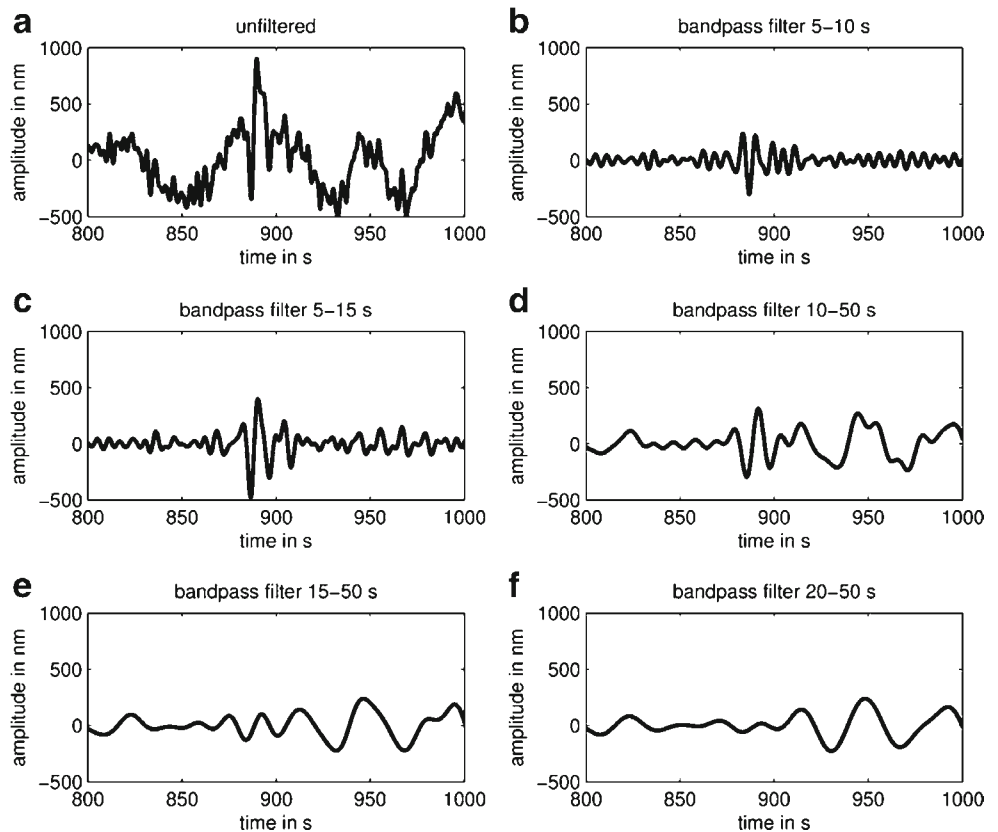 a
unfiltered
amplitude in nm
1000
500
0
−500
800
850
900
950
1000
time in s
b
bandpass filter 5−10 s
amplitude in nm
1000
500
0
−500
800
850
900
950
1000
time in s
c
bandpass filter 5−15 s
amplitude in nm
1000
500
0
−500
800
850
900
950
1000
time in s
d
bandpass filter 10−50 s
amplitude in nm
1000
500
0
−500
800
850
900
950
1000
time in s
e
bandpass filter 15−50 s
amplitude in nm
1000
500
0
−500
800
850
900
950
1000
time in s
f
bandpass filter 20−50 s
amplitude in nm
1000
500
0
−500
800
850
900
950
1000
time in s